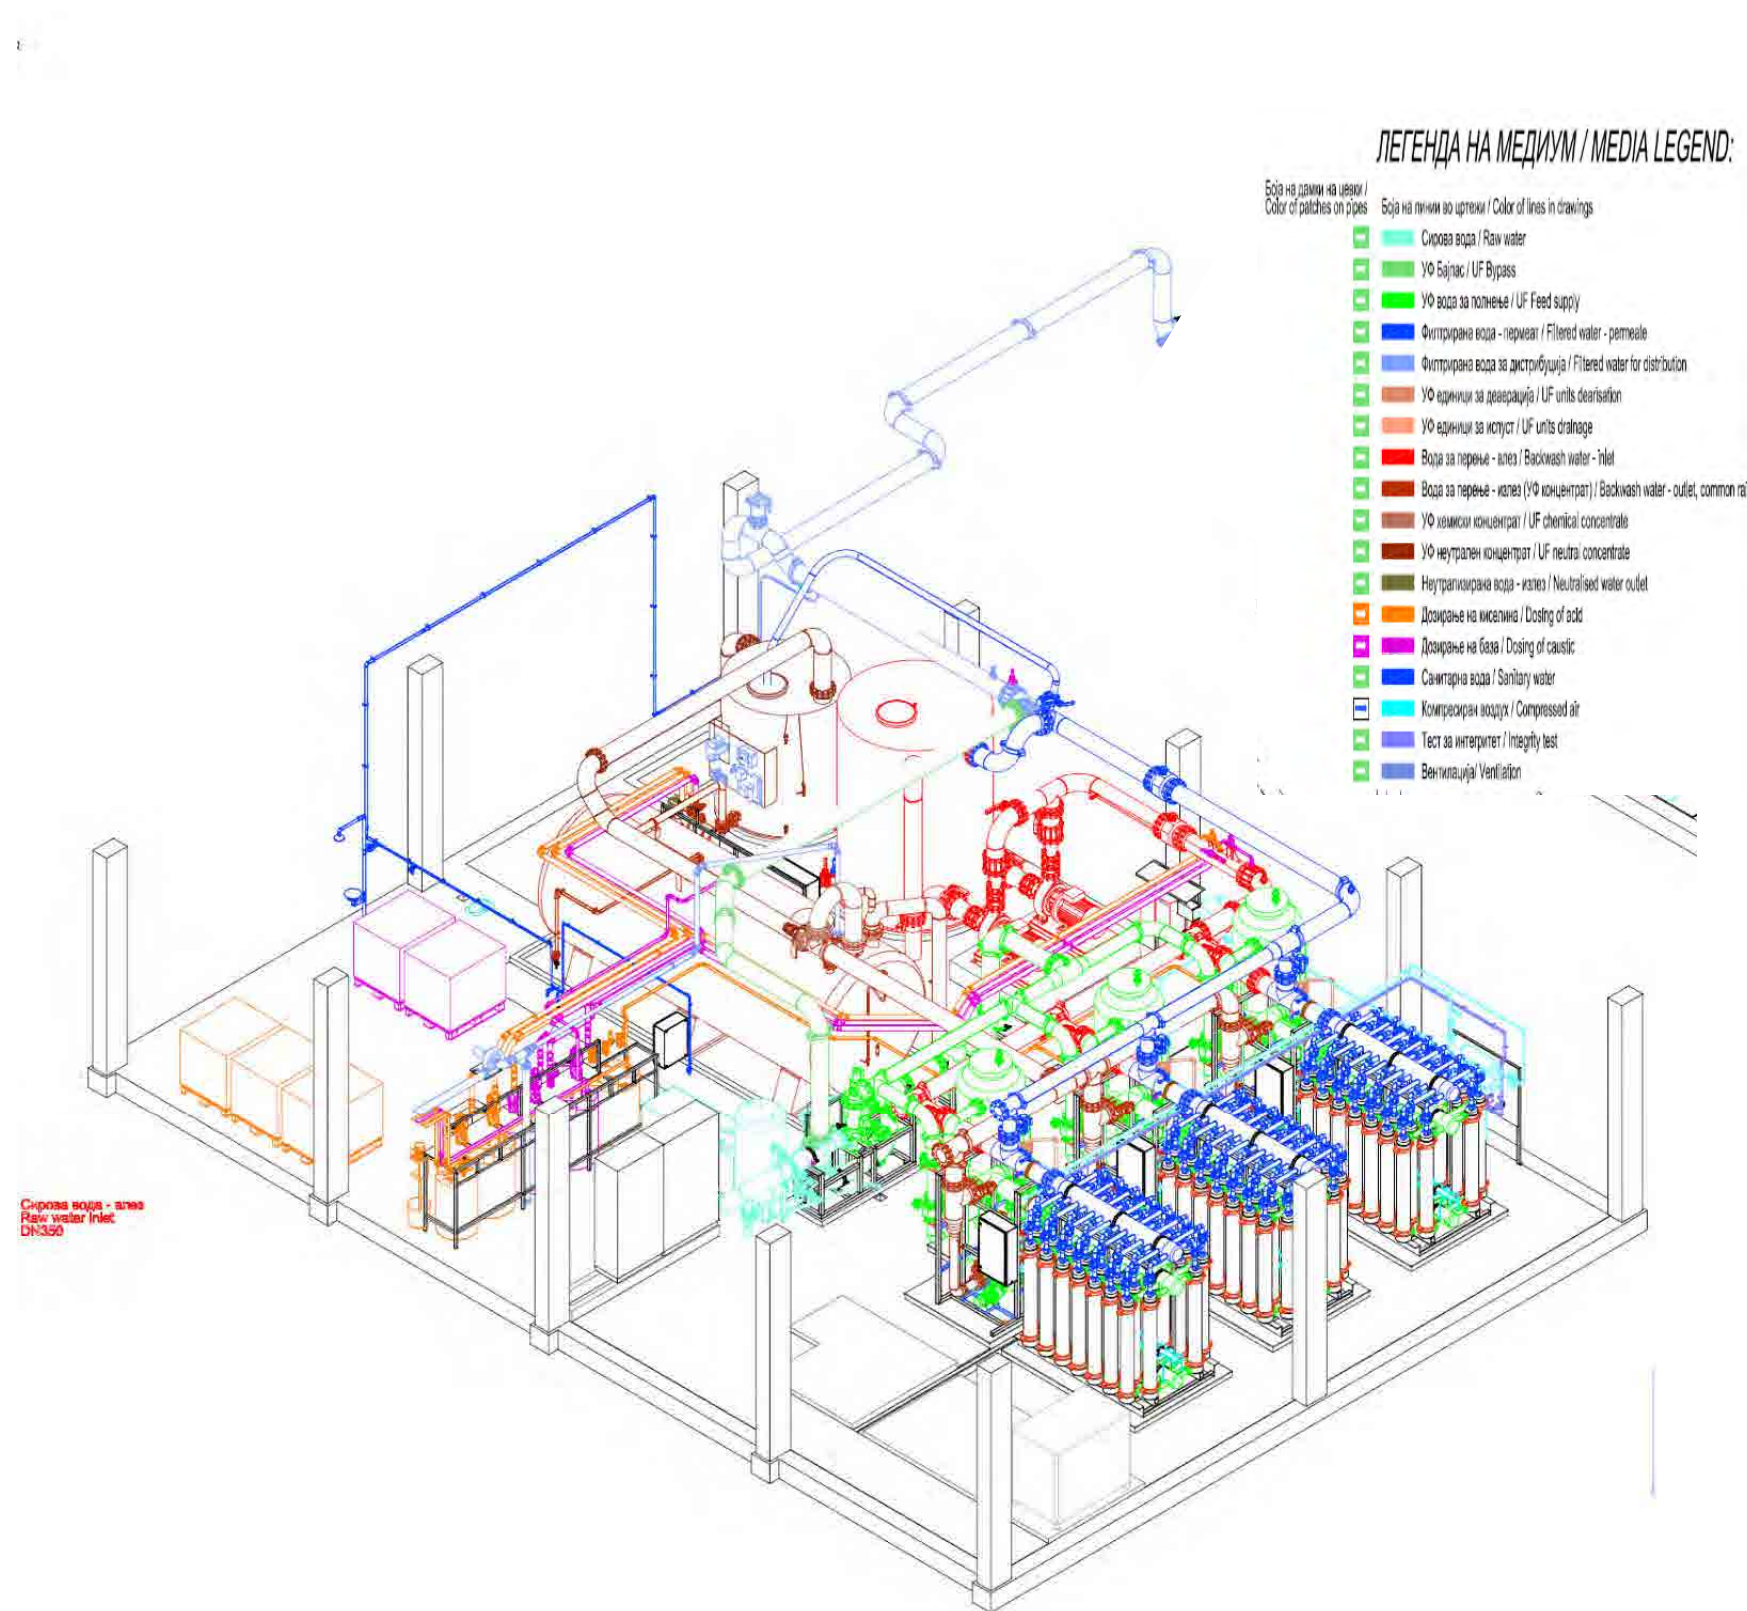 ЛЕГЕНДА НА МЕДИУМ / MEDIA LEGEND:
Боја на дамки на цевки /
Color of patches on pipes
Боја на линии во цртежи / Color of lines in drawings
Сирова вода / Raw water
УФ Бајпас / UF Bypass
УФ вода за полнење / UF Feed supply
Филтрирана вода - пермеат / Filtered water - permeate
Филтрирана вода за дистрибуција / Filtered water for distribution
УФ единици за деаерација / UF units dearisation
УФ единици за испуст / UF units drainage
Вода за перење - влез / Backwash water - inlet
Вода за перење - излез (УФ концентрат) / Backwash water - outlet, common ra
УФ хемиски концентрат / UF chemical concentrate
УФ неутрален концентрат / UF neutral concentrate
Неутрализирана вода - излез / Neutralised water outlet
Дозирање на киселина / Dosing of acid
Дозирање на база / Dosing of caustic
Санитарна вода / Sanitary water
Компресиран воздух / Compressed air
Тест за интегритет / Integrity test
Вентилација/ Ventilation
Сирова вода - влез
Raw water inlet
DN350